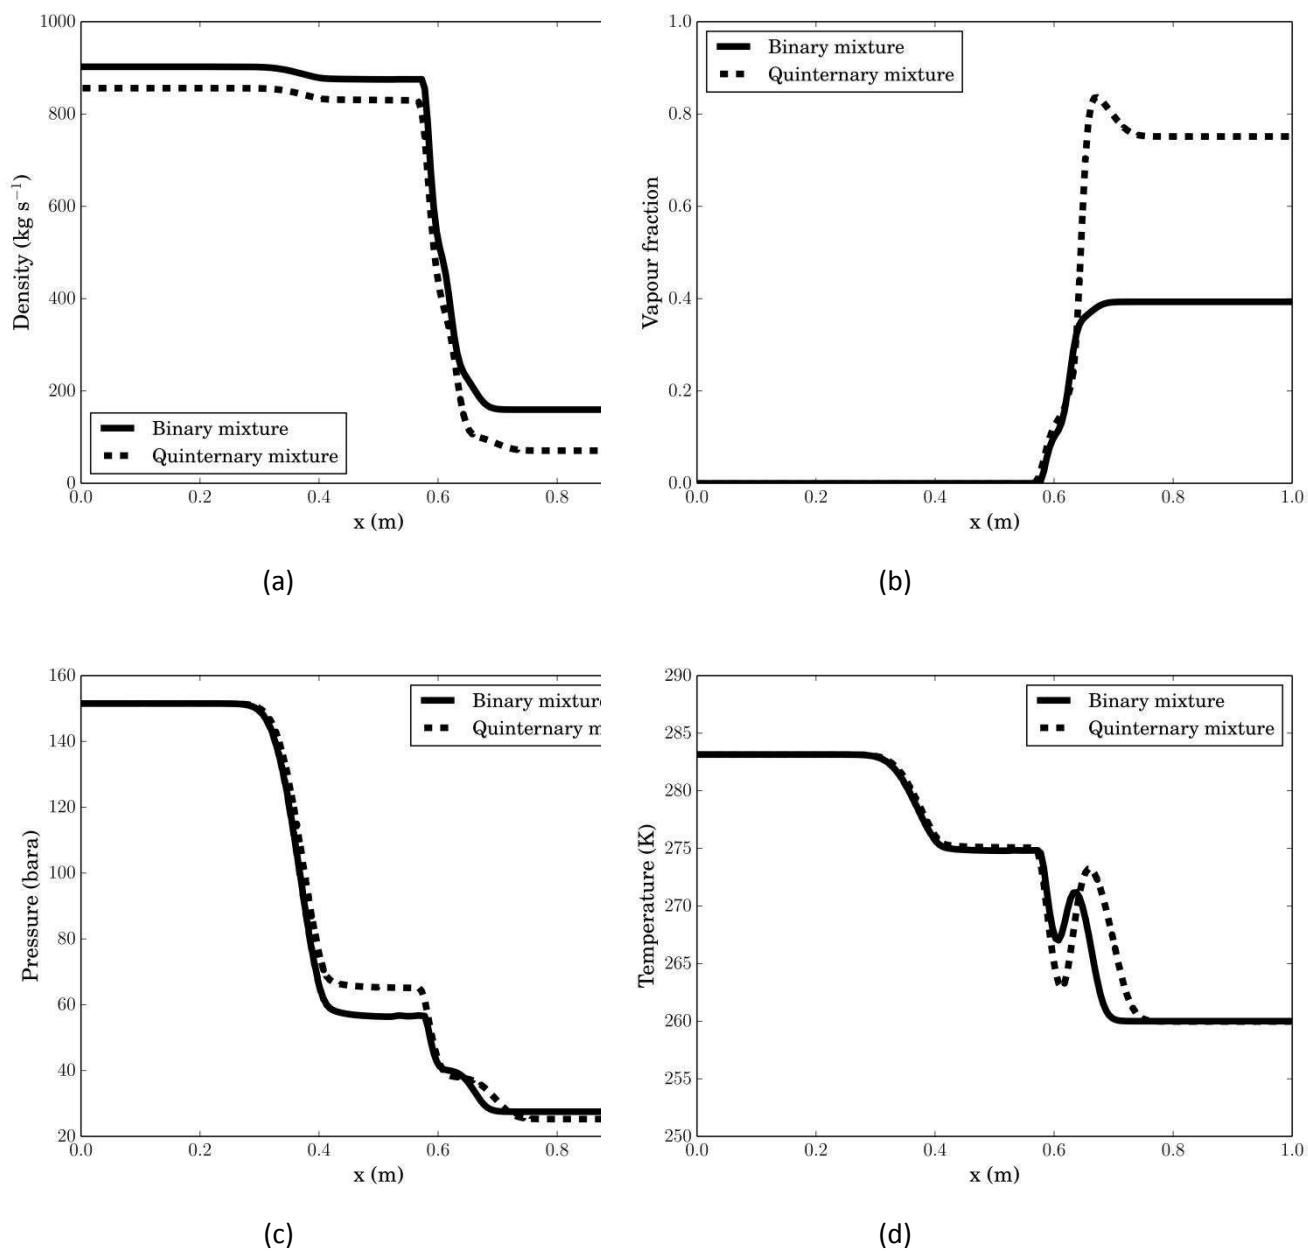 1000
800
600
400
200
0
0.0 0.2 0.4 0.6 0.8
Density (kg s⁻¹)
x (m)
Binary mixture
Quinternary mixture
(a)
1.0
0.8
0.6
0.4
0.2
0.0
0.0 0.2 0.4 0.6 0.8 1.0
Vapour fraction
x (m)
Binary mixture
Quinternary mixture
(b)
160
140
120
100
80
60
40
20
0.0 0.2 0.4 0.6 0.8
Pressure (bara)
x (m)
Binary mixture
Quinternary m
(c)
290
285
280
275
270
265
260
255
250
0.0 0.2 0.4 0.6 0.8 1.0
Temperature (K)
x (m)
Binary mixture
Quinternary mixture
(d)